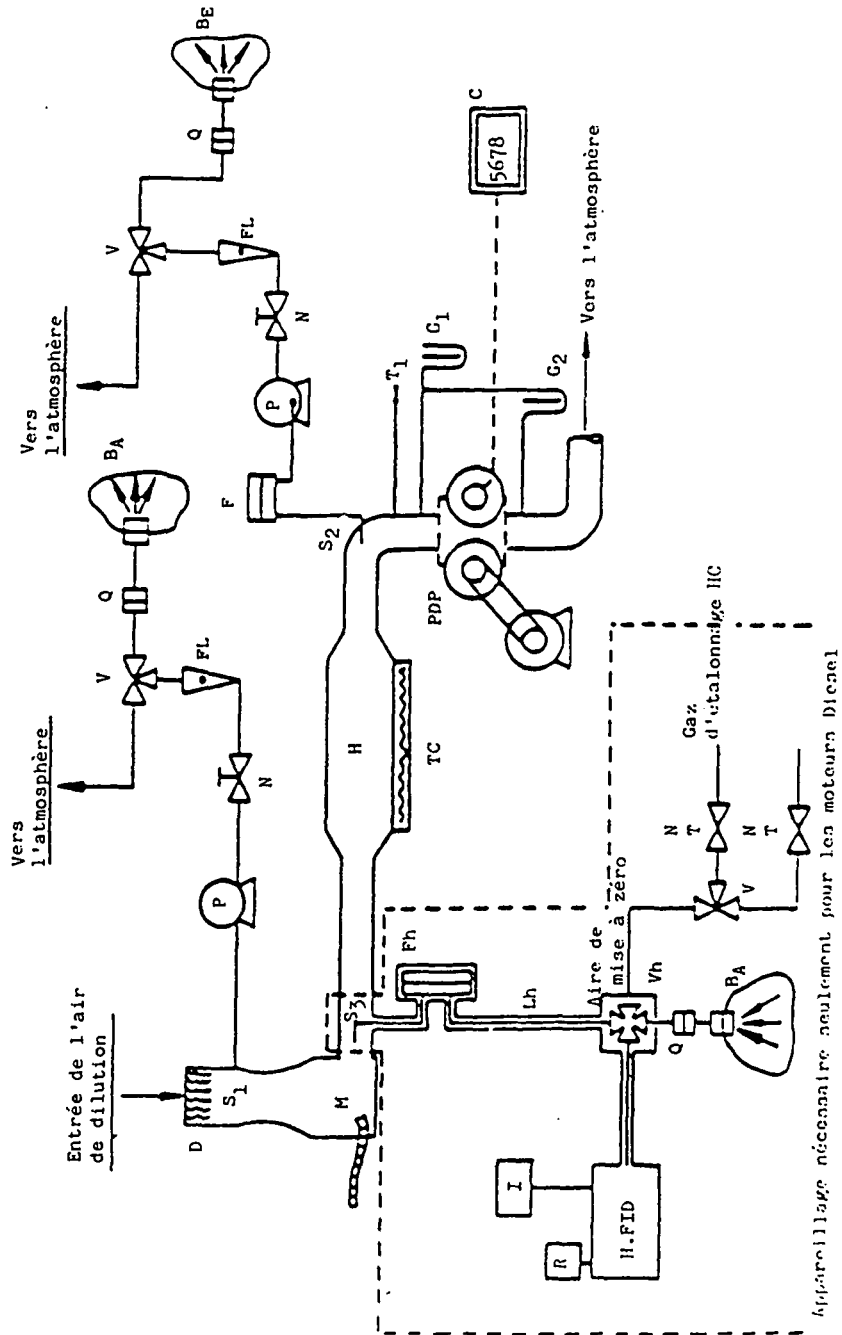 Vers
l'atmosphère
BE
Q
V
FL
N
P
F
S2
Vers
l'atmosphère
BA
Q
V
FL
N
P
Entrée de l'air
de dilution
D
S1
M
S3
H
TC
T1
G1
G2
PDP
C
5678
Vers l'atmosphère
Fh
Lh
Aire de
mise à zéro
Vh
Q
BA
V
N
T
N
T
Gaz
d'étalonnage HC
R
I
H.FID
Appareillage nécessaire seulement pour les moteurs Diesel